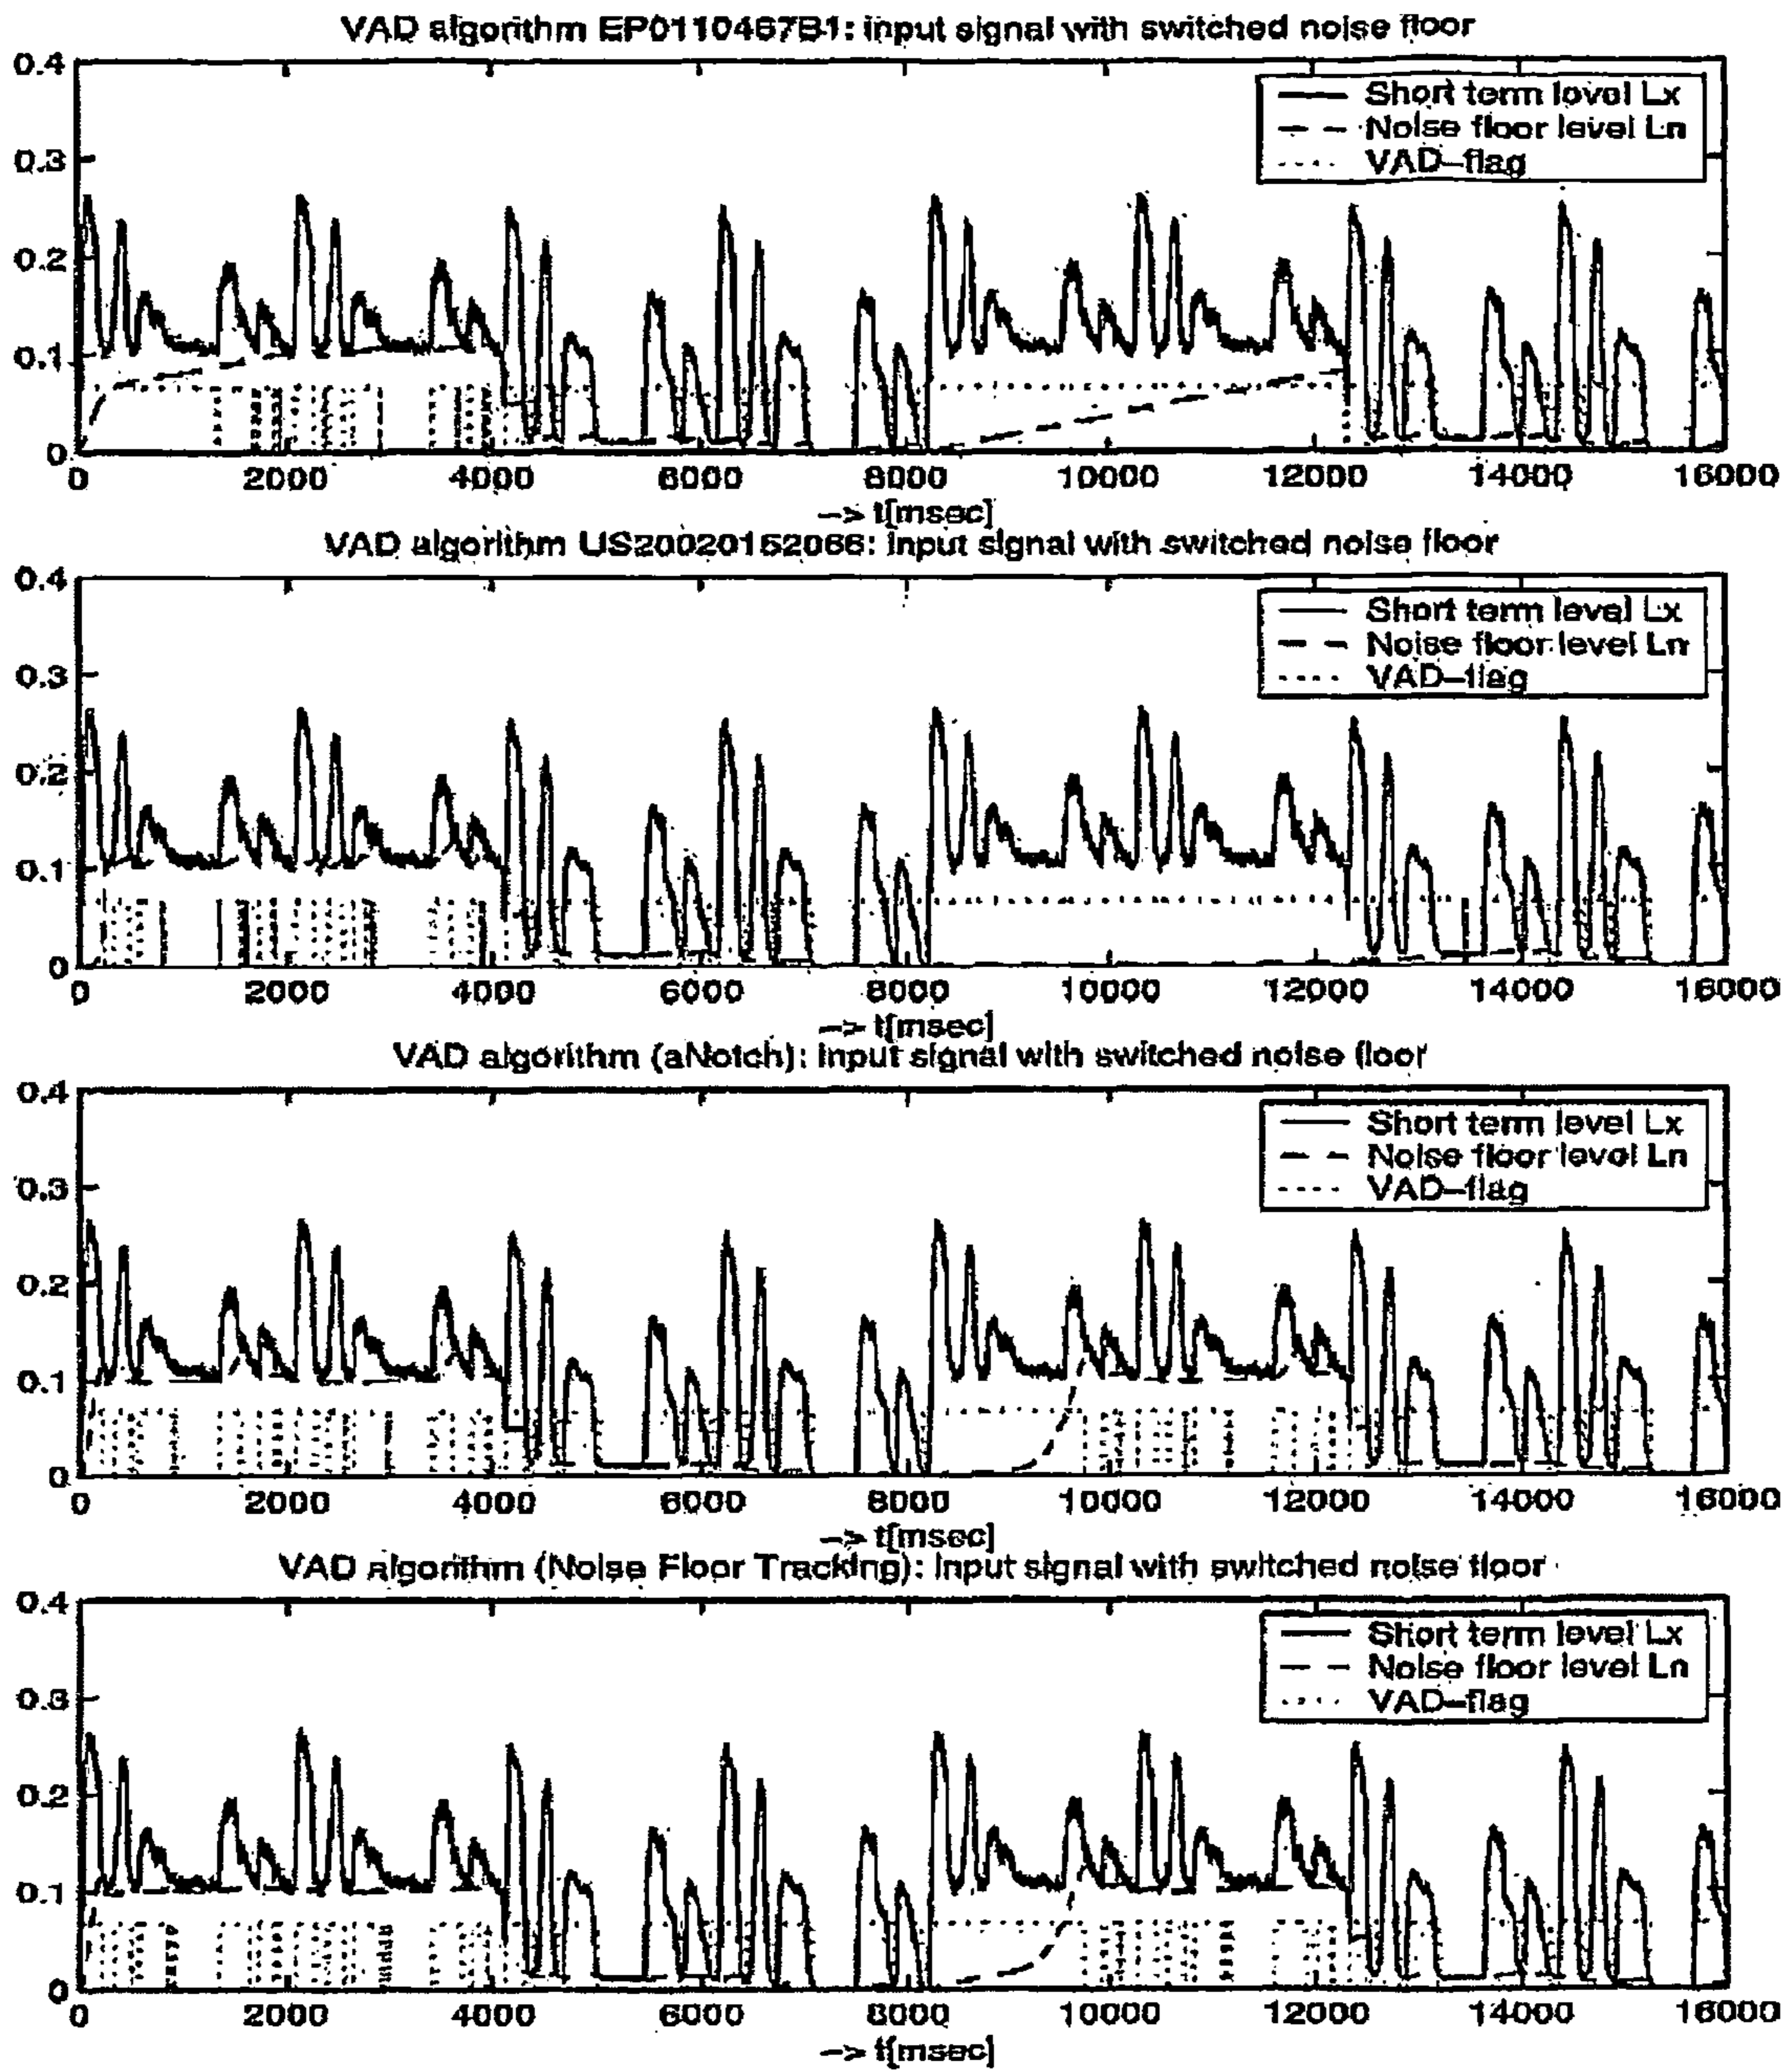 VAD algorithm EP0110467B1: input signal with switched noise floor
0.4
0.3
0.2
0.1
0
Short term level Lx
Noise floor level Ln
VAD-flag
0 2000 4000 6000 8000 10000 12000 14000 16000
--> t[msec]
VAD algorithm US20020152066: input signal with switched noise floor
0.4
0.3
0.2
0.1
0
Short term level Lx
Noise floor level Ln
VAD-flag
0 2000 4000 6000 8000 10000 12000 14000 16000
--> t[msec]
VAD algorithm (aNotch): input signal with switched noise floor
0.4
0.3
0.2
0.1
0
Short term level Lx
Noise floor level Ln
VAD-flag
0 2000 4000 6000 8000 10000 12000 14000 16000
--> t[msec]
VAD algorithm (Noise Floor Tracking): input signal with switched noise floor
0.4
0.3
0.2
0.1
0
Short term level Lx
Noise floor level Ln
VAD-flag
0 2000 4000 6000 8000 10000 12000 14000 16000
--> t[msec]